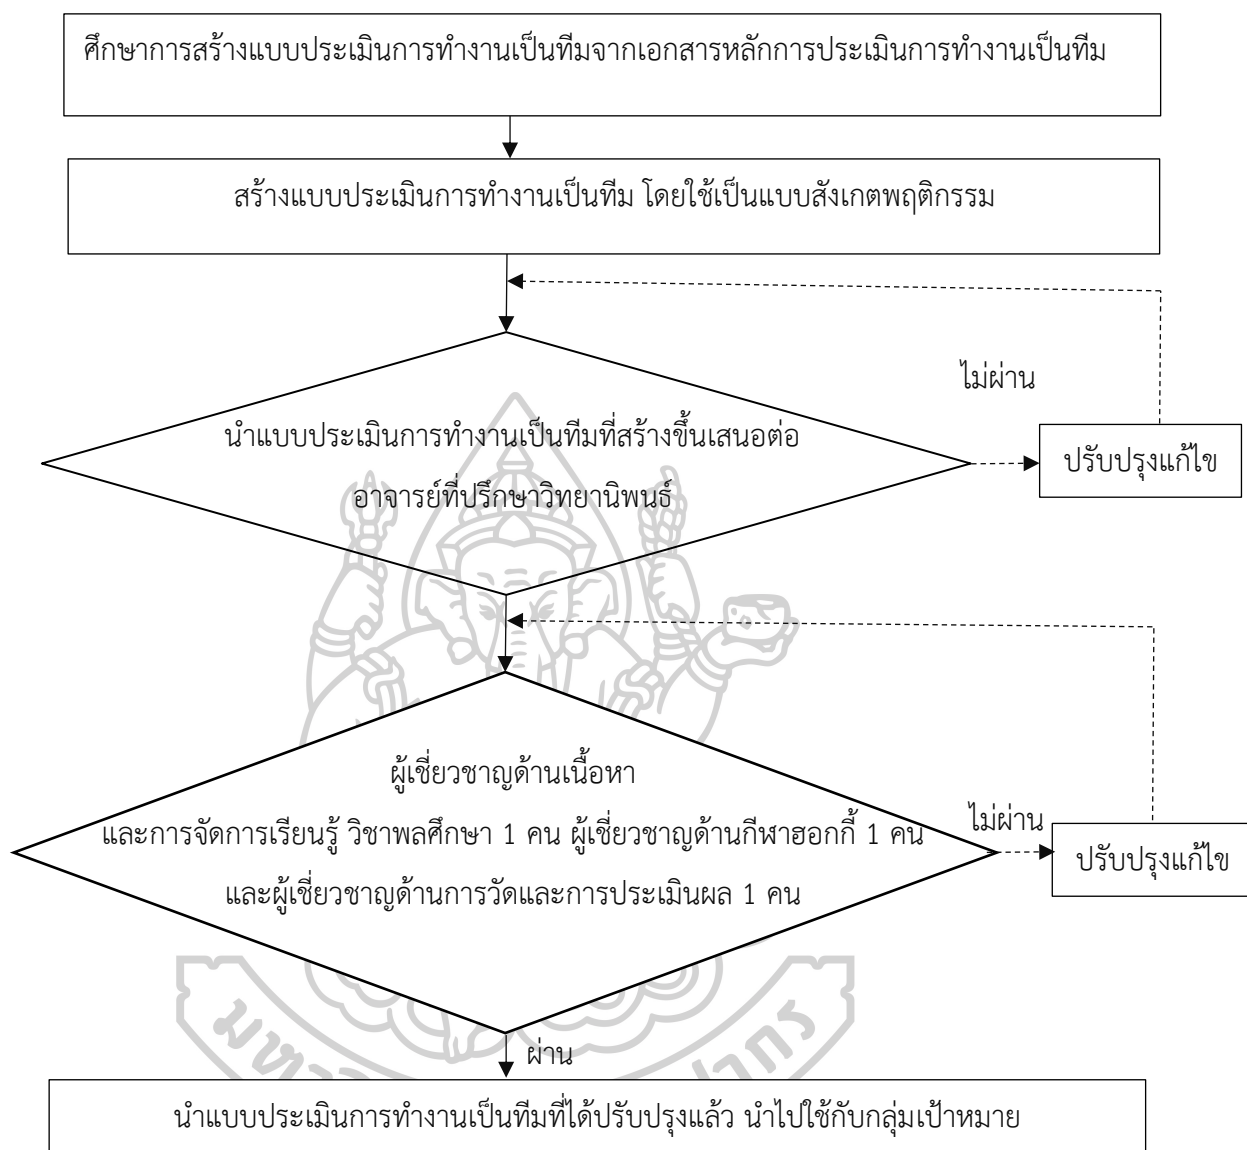 ศึกษาการสร้างแบบประเมินการทำงานเป็นทีมจากเอกสารหลักการประเมินการทำงานเป็นทีม
สร้างแบบประเมินการทำงานเป็นทีม โดยใช้เป็นแบบสังเกตพฤติกรรม
ไม่ผ่าน
นำแบบประเมินการทำงานเป็นทีมที่สร้างขึ้นเสนอต่อ
อาจารย์ที่ปรึกษาวิทยานิพนธ์
ปรับปรุงแก้ไข
ผู้เชี่ยวชาญด้านเนื้อหา
และการจัดการเรียนรู้ วิชาพลศึกษา 1 คน ผู้เชี่ยวชาญด้านกีฬาฮอกกี้ 1 คน
และผู้เชี่ยวชาญด้านการวัดและการประเมินผล 1 คน
ไม่ผ่าน
ปรับปรุงแก้ไข
ผ่าน
นำแบบประเมินการทำงานเป็นทีมที่ได้ปรับปรุงแล้ว นำไปใช้กับกลุ่มเป้าหมาย